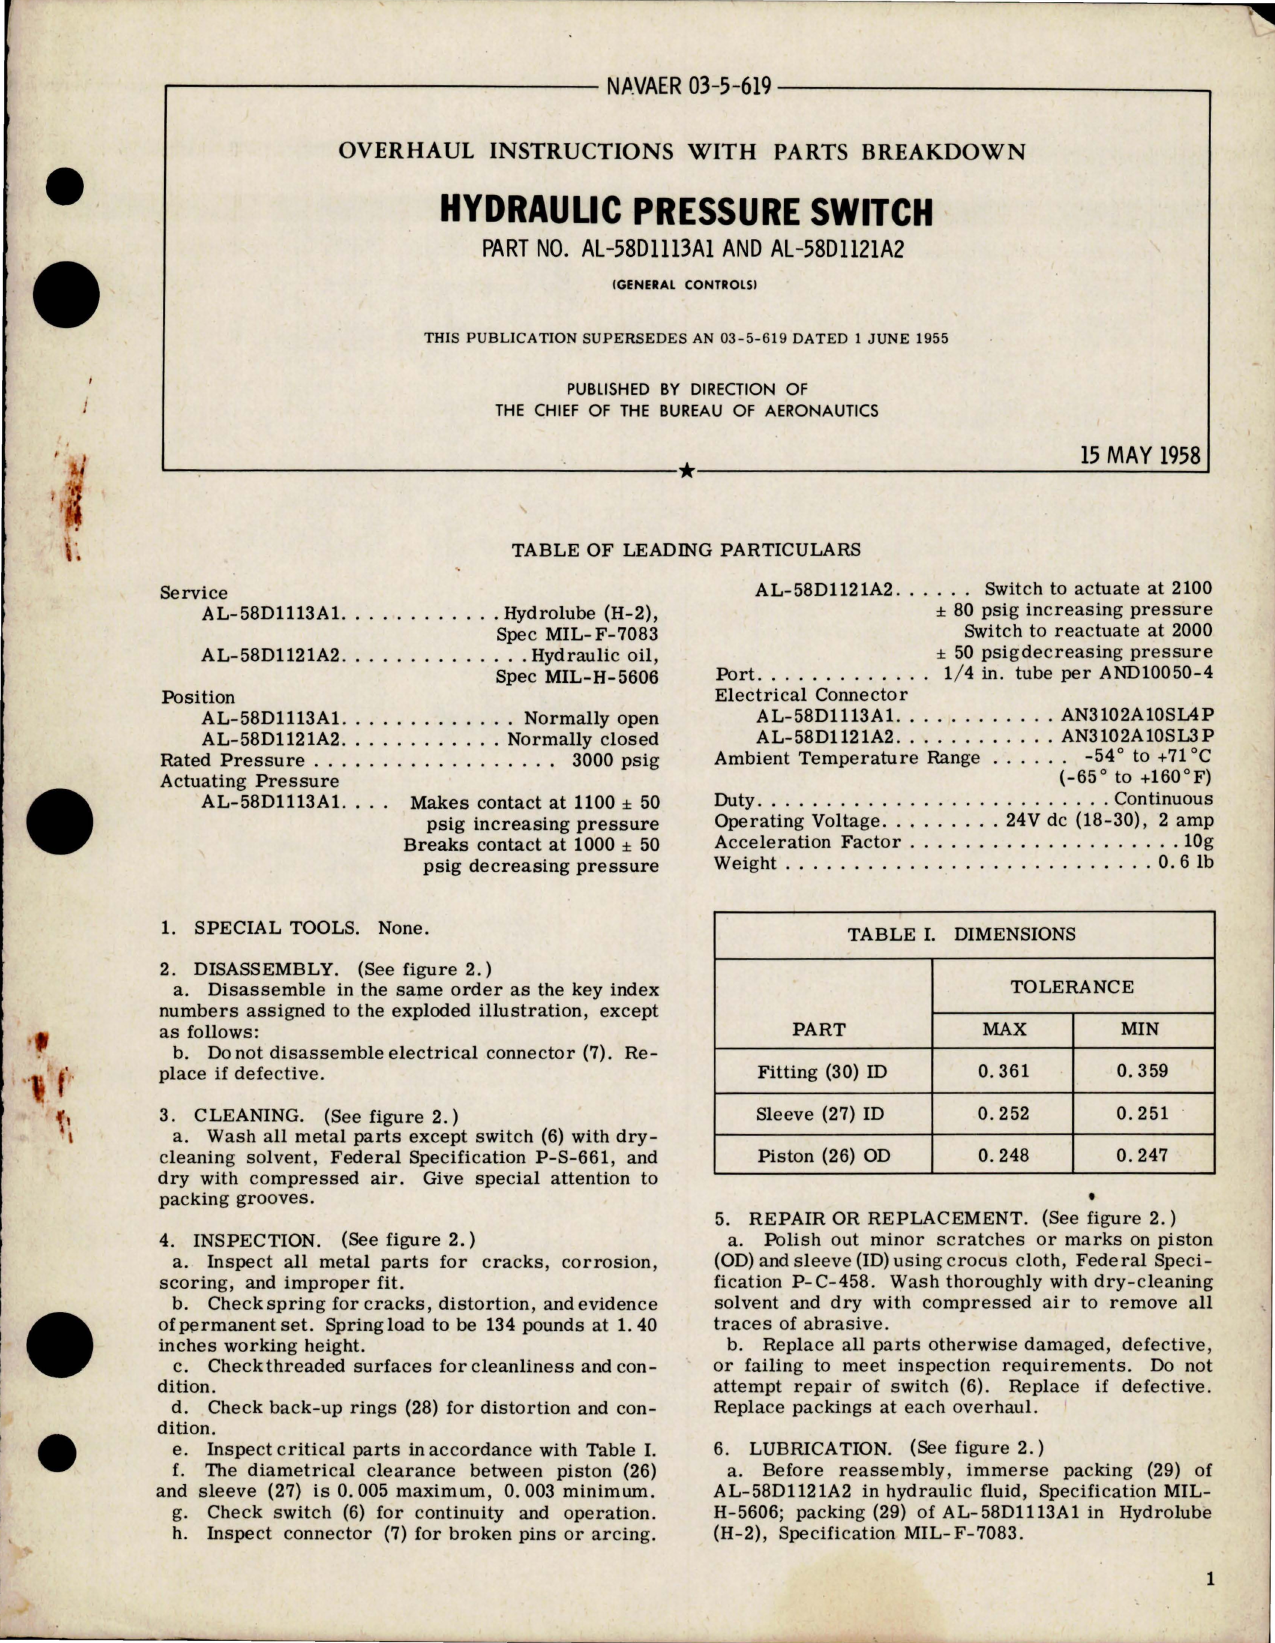 NAVAER 03-5-619
OVERHAUL INSTRUCTIONS WITH PARTS BREAKDOWN
HYDRAULIC PRESSURE SWITCH
PART NO. AL-58D1113A1 AND AL-58D1121A2
(GENERAL CONTROLS)
THIS PUBLICATION SUPERSEDES AN 03-5-619 DATED 1 JUNE 1955
PUBLISHED BY DIRECTION OF
THE CHIEF OF THE BUREAU OF AERONAUTICS
15 MAY 1958
TABLE OF LEADING PARTICULARS
Service
AL-58D1113A1. . . . . . . . . . . . Hydrolube (H-2),
Spec MIL-F-7083
AL-58D1121A2. . . . . . . . . . . . . . Hydraulic oil,
Spec MIL-H-5606
Position
AL-58D1113A1. . . . . . . . . . . . . Normally open
AL-58D1121A2. . . . . . . . . . . . Normally closed
Rated Pressure . . . . . . . . . . . . . . . . . . 3000 psig
Actuating Pressure
AL-58D1113A1. . . . Makes contact at 1100 ± 50
psig increasing pressure
Breaks contact at 1000 ± 50
psig decreasing pressure
AL-58D1121A2. . . . . . Switch to actuate at 2100
± 80 psig increasing pressure
Switch to reactuate at 2000
± 50 psigdecreasing pressure
Port. . . . . . . . . . . . . 1/4 in. tube per AND10050-4
Electrical Connector
AL-58D1113A1. . . . . . . . . . . . AN3102A10SL4P
AL-58D1121A2. . . . . . . . . . . . AN3102A10SL3P
Ambient Temperature Range . . . . . . -54° to +71°C
(-65° to +160°F)
Duty. . . . . . . . . . . . . . . . . . . . . . . . . . Continuous
Operating Voltage. . . . . . . . . 24V dc (18-30), 2 amp
Acceleration Factor . . . . . . . . . . . . . . . . . . . . 10g
Weight . . . . . . . . . . . . . . . . . . . . . . . . . . . 0.6 lb
1. SPECIAL TOOLS. None.
2. DISASSEMBLY. (See figure 2.)
a. Disassemble in the same order as the key index
numbers assigned to the exploded illustration, except
as follows:
b. Do not disassemble electrical connector (7). Re-
place if defective.
3. CLEANING. (See figure 2.)
a. Wash all metal parts except switch (6) with dry-
cleaning solvent, Federal Specification P-S-661, and
dry with compressed air. Give special attention to
packing grooves.
4. INSPECTION. (See figure 2.)
a. Inspect all metal parts for cracks, corrosion,
scoring, and improper fit.
b. Check spring for cracks, distortion, and evidence
of permanent set. Spring load to be 134 pounds at 1.40
inches working height.
c. Check threaded surfaces for cleanliness and con-
dition.
d. Check back-up rings (28) for distortion and con-
dition.
e. Inspect critical parts in accordance with Table I.
f. The diametrical clearance between piston (26)
and sleeve (27) is 0.005 maximum, 0.003 minimum.
g. Check switch (6) for continuity and operation.
h. Inspect connector (7) for broken pins or arcing.
TABLE I. DIMENSIONS
TOLERANCE
PART MAX MIN
Fitting (30) ID 0.361 0.359
Sleeve (27) ID 0.252 0.251
Piston (26) OD 0.248 0.247
5. REPAIR OR REPLACEMENT. (See figure 2.)
a. Polish out minor scratches or marks on piston
(OD) and sleeve (ID) using crocus cloth, Federal Speci-
fication P-C-458. Wash thoroughly with dry-cleaning
solvent and dry with compressed air to remove all
traces of abrasive.
b. Replace all parts otherwise damaged, defective,
or failing to meet inspection requirements. Do not
attempt repair of switch (6). Replace if defective.
Replace packings at each overhaul.
6. LUBRICATION. (See figure 2.)
a. Before reassembly, immerse packing (29) of
AL-58D1121A2 in hydraulic fluid, Specification MIL-
H-5606; packing (29) of AL-58D1113A1 in Hydrolube
(H-2), Specification MIL-F-7083.
1